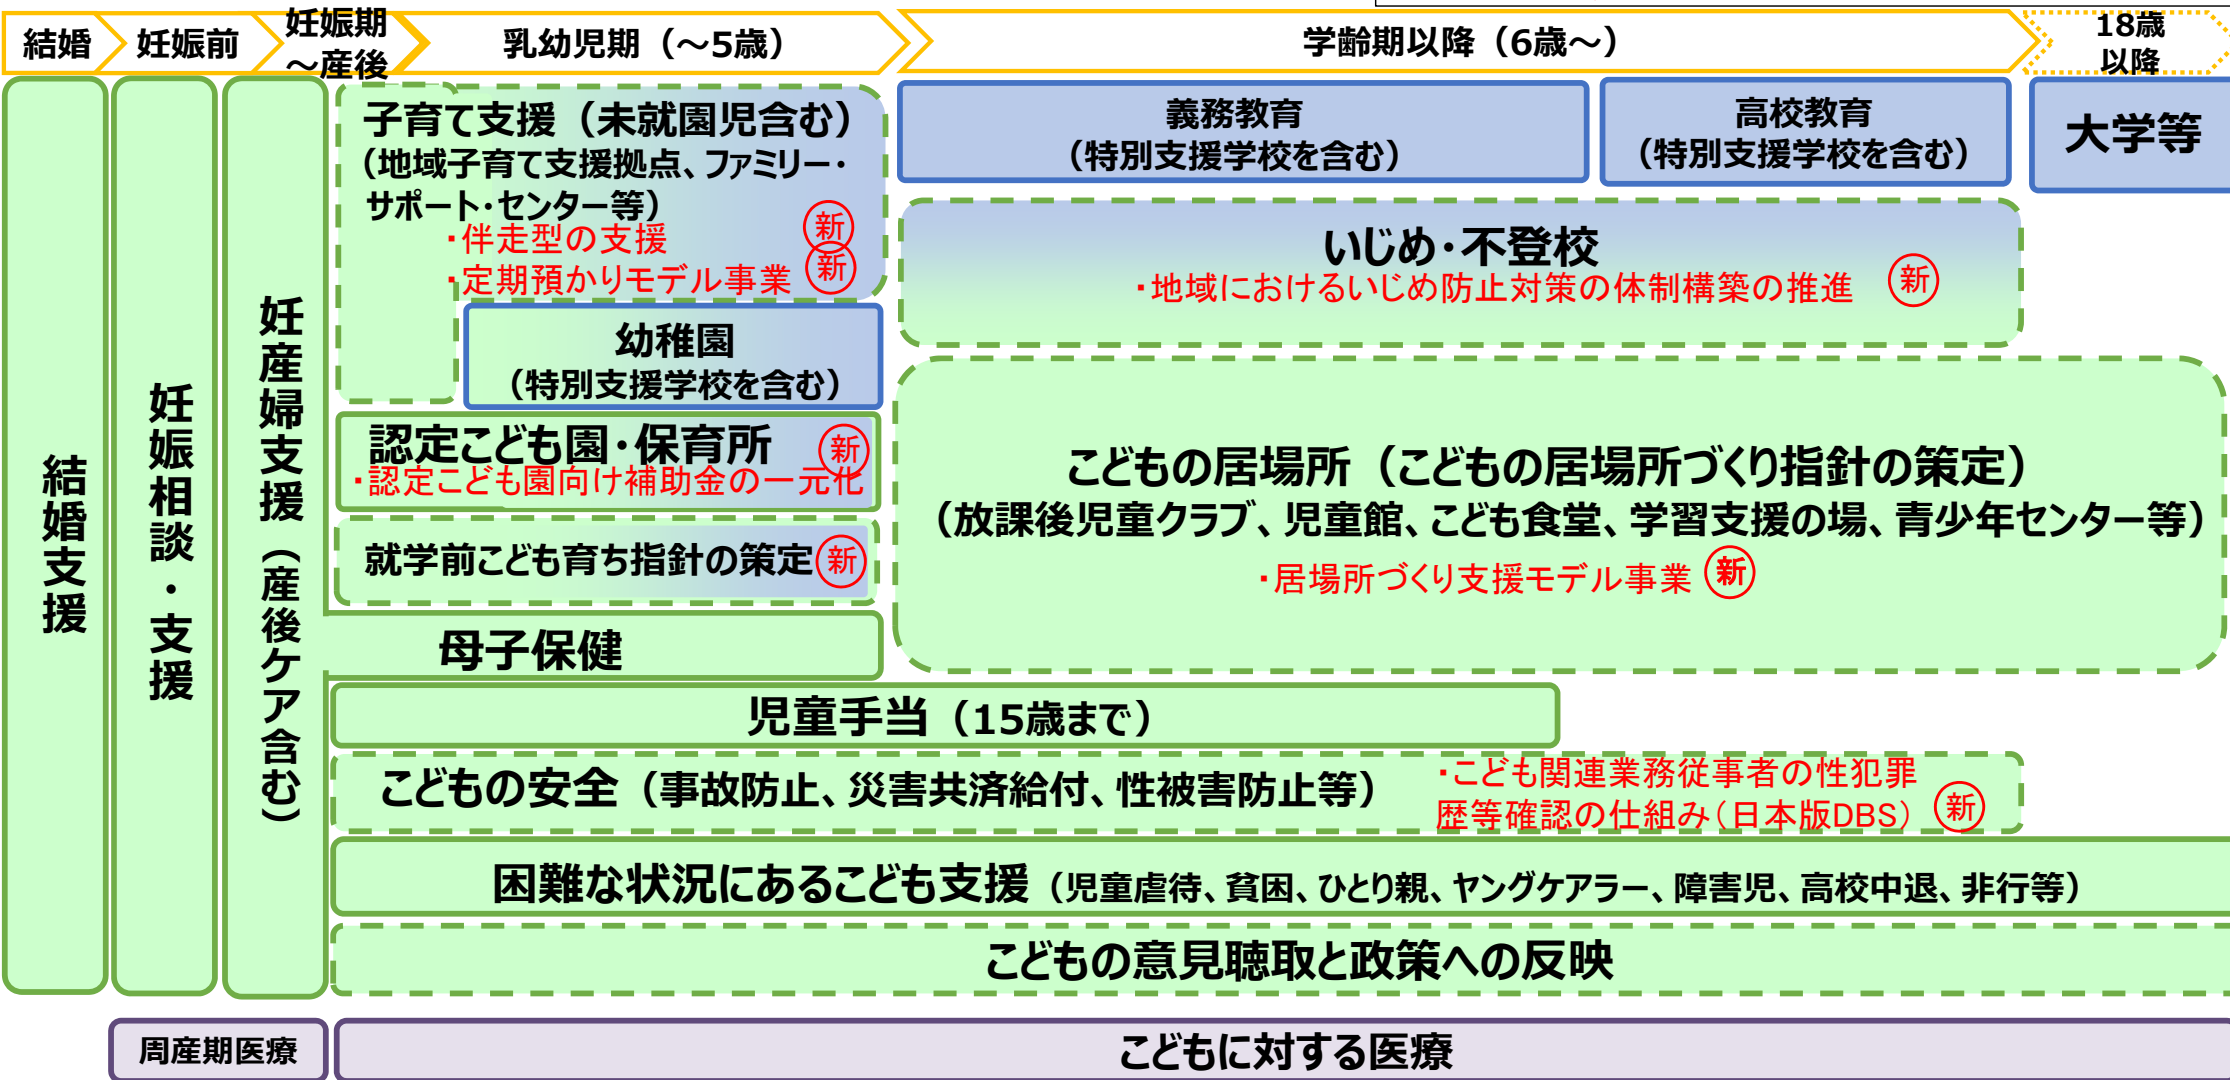 結婚
妊娠前
妊娠期
～産後
乳幼児期（～5歳）
学齢期以降（6歳～）
18歳
以降
結婚支援
妊娠相談・支援
妊産婦支援（産後ケア含む）
子育て支援（未就園児含む）
（地域子育て支援拠点、ファミリー・
サポート・センター等）
・伴走型の支援 新
・定期預かりモデル事業 新
幼稚園
（特別支援学校を含む）
認定こども園・保育所 新
・認定こども園向け補助金の一元化
就学前こども育ち指針の策定 新
母子保健
義務教育
（特別支援学校を含む）
高校教育
（特別支援学校を含む）
大学等
いじめ・不登校
・地域におけるいじめ防止対策の体制構築の推進 新
こどもの居場所（こどもの居場所づくり指針の策定）
（放課後児童クラブ、児童館、こども食堂、学習支援の場、青少年センター等）
・居場所づくり支援モデル事業 新
児童手当（15歳まで）
こどもの安全（事故防止、災害共済給付、性被害防止等）
・こども関連業務従事者の性犯罪
歴等確認の仕組み（日本版DBS） 新
困難な状況にあるこども支援（児童虐待、貧困、ひとり親、ヤングケアラー、障害児、高校中退、非行等）
こどもの意見聴取と政策への反映
周産期医療
こどもに対する医療